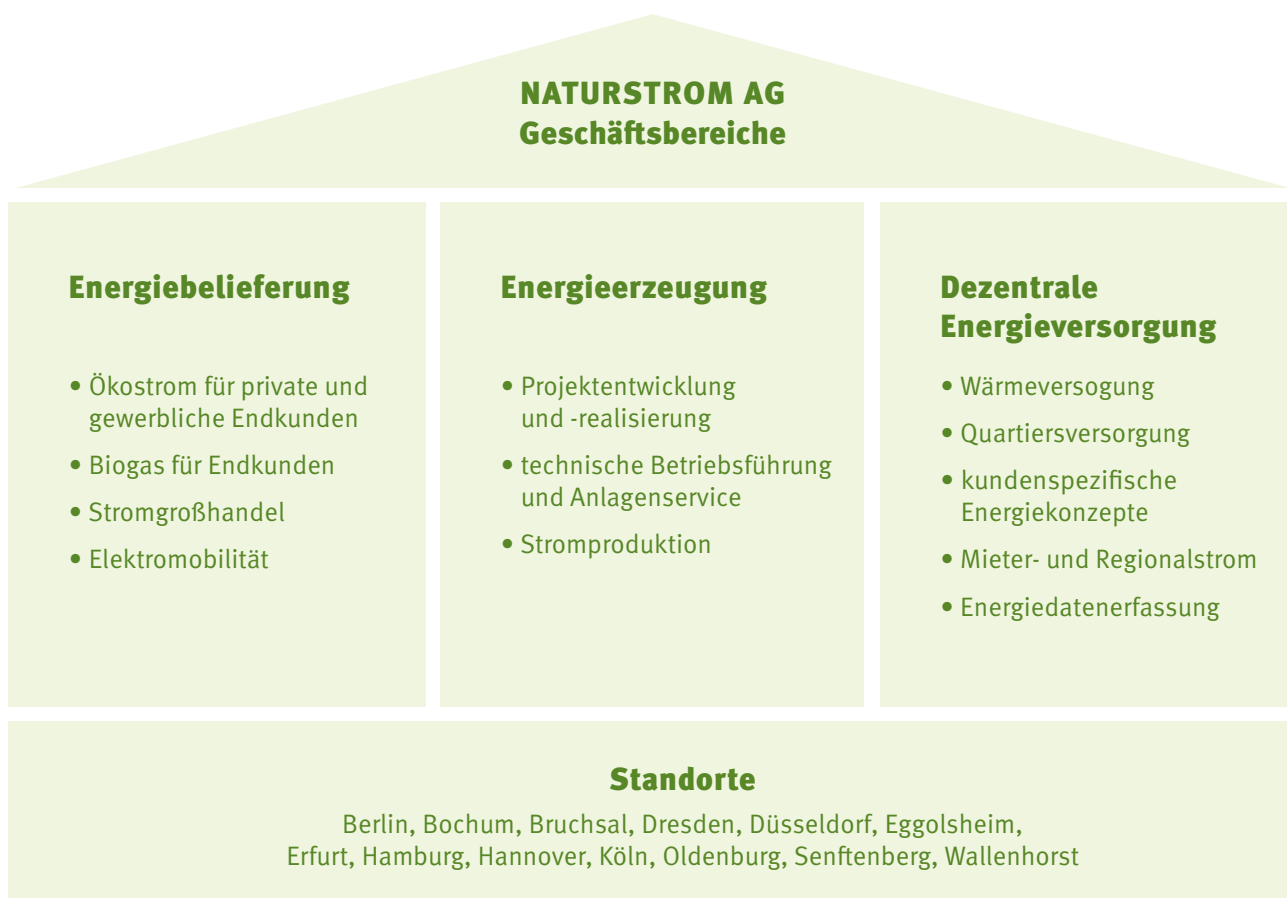 NATURSTROM AG
Geschäftsbereiche
Energiebelieferung
• Ökostrom für private und
gewerbliche Endkunden
• Biogas für Endkunden
• Stromgroßhandel
• Elektromobilität
Energieerzeugung
• Projektentwicklung
und -realisierung
• technische Betriebsführung
und Anlagenservice
• Stromproduktion
Dezentrale
Energieversorgung
• Wärmeversogung
• Quartiersversorgung
• kundenspezifische
Energiekonzepte
• Mieter- und Regionalstrom
• Energiedatenerfassung
Standorte
Berlin, Bochum, Bruchsal, Dresden, Düsseldorf, Eggolsheim,
Erfurt, Hamburg, Hannover, Köln, Oldenburg, Senftenberg, Wallenhorst